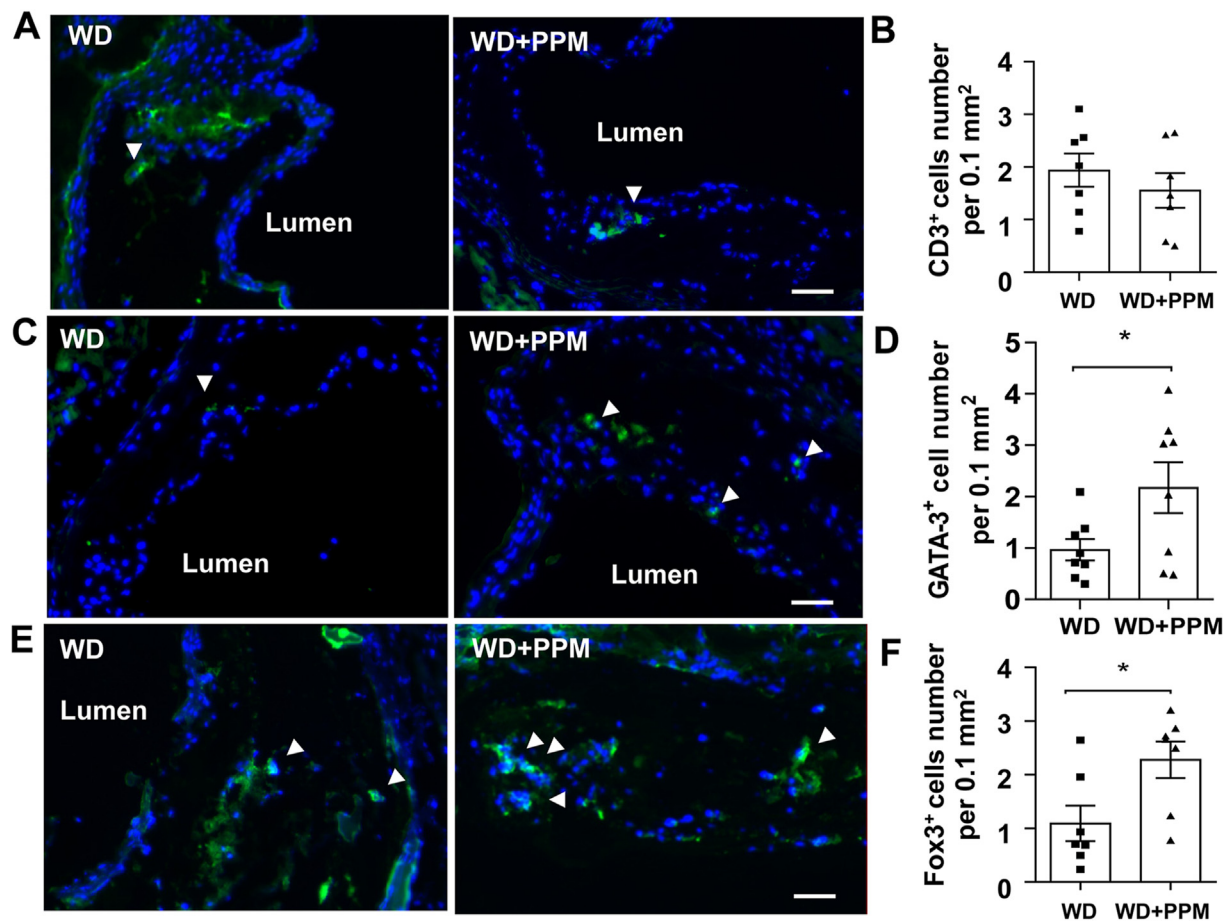 A
WD
WD+PPM
Lumen
Lumen
B
CD3+ cells number
per 0.1 mm2
4
3
2
1
0
WD
WD+PPM
C
WD
WD+PPM
Lumen
Lumen
D
GATA-3+ cell number
per 0.1 mm2
5
4
3
2
1
0
*
WD
WD+PPM
E
WD
Lumen
WD+PPM
F
Fox3+ cells number
per 0.1 mm2
4
3
2
1
0
*
WD
WD+PPM